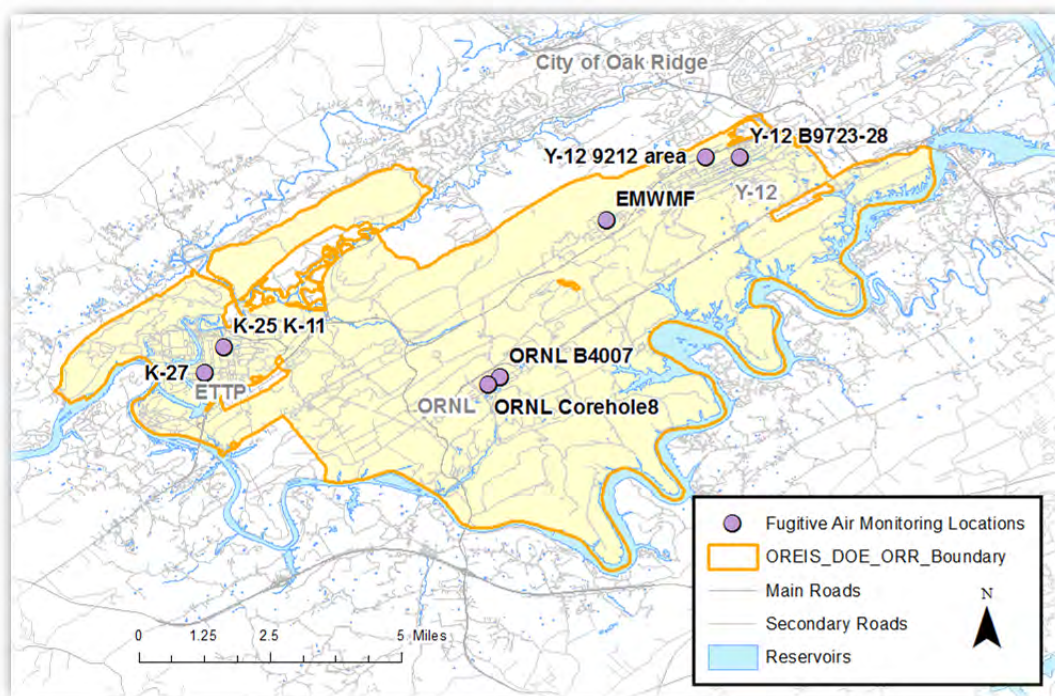 City of Oak Ridge
Y-12 9212 area
Y-12 B9723-28
Y-12
EMWMF
K-25 K-11
K-27
ETTP
ORNL B4007
ORNL
ORNL Corehole8
Fugitive Air Monitoring Locations
OREIS_DOE_ORR_Boundary
Main Roads
N
Secondary Roads
Reservoirs
0 1.25 2.5 5 Miles